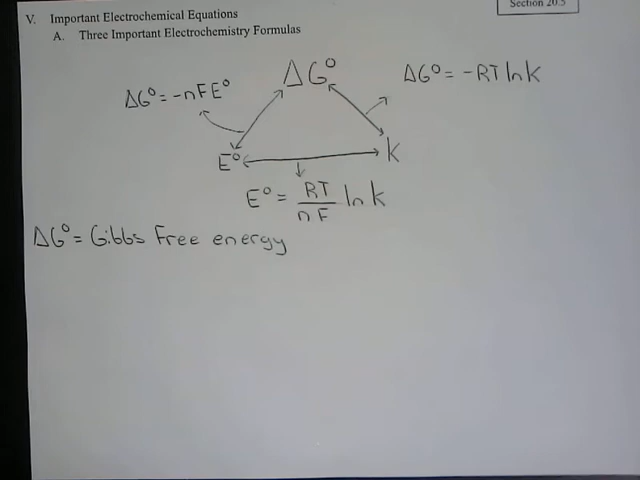 Section 20.5
V. Important Electrochemical Equations
A. Three Important Electrochemistry Formulas
ΔG° = -nFE°
ΔG°
ΔG° = -RT ln K
E°
K
E° = RT/nF ln K
ΔG° = Gibbs Free energy